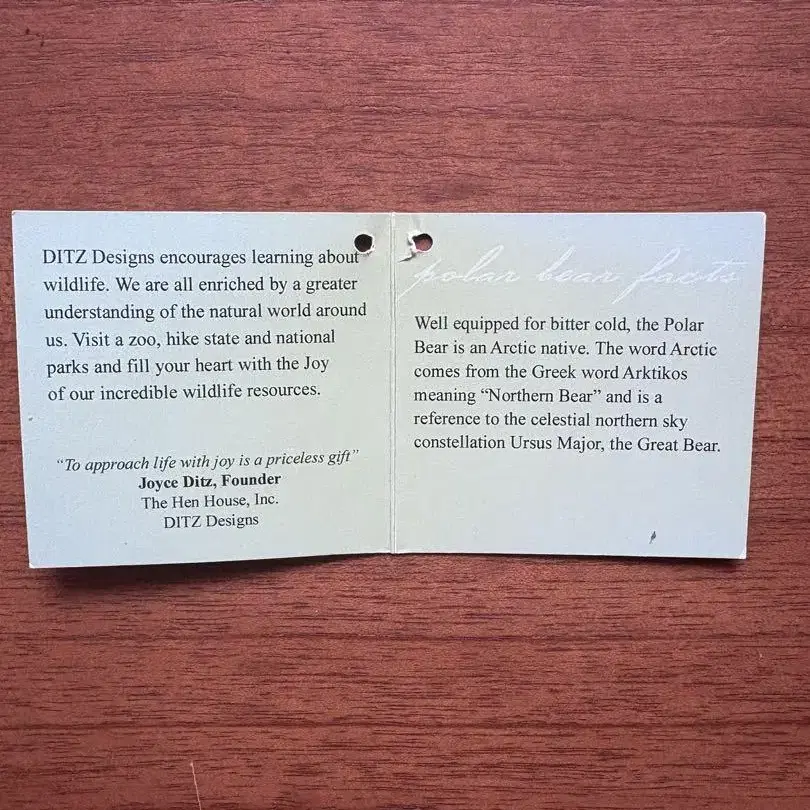 DITZ Designs encourages learning about
wildlife. We are all enriched by a greater
understanding of the natural world around
us. Visit a zoo, hike state and national
parks and fill your heart with the Joy
of our incredible wildlife resources.
“To approach life with joy is a priceless gift”
Joyce Ditz, Founder
The Hen House, Inc.
DITZ Designs
polar bear facts
Well equipped for bitter cold, the Polar
Bear is an Arctic native. The word Arctic
comes from the Greek word Arktikos
meaning “Northern Bear” and is a
reference to the celestial northern sky
constellation Ursus Major, the Great Bear.